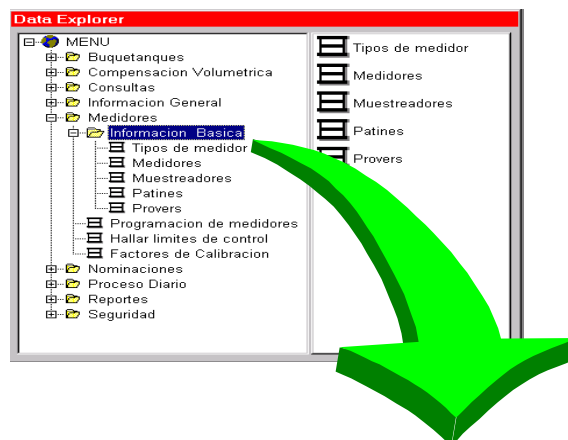 Data Explorer
MENU
Buquetanques
Compensacion Volumetrica
Consultas
Informacion General
Medidores
Informacion Basica
Tipos de medidor
Medidores
Muestreadores
Patines
Provers
Programacion de medidores
Hallar limites de control
Factores de Calibracion
Nominaciones
Proceso Diario
Reportes
Seguridad
Tipos de medidor
Medidores
Muestreadores
Patines
Provers